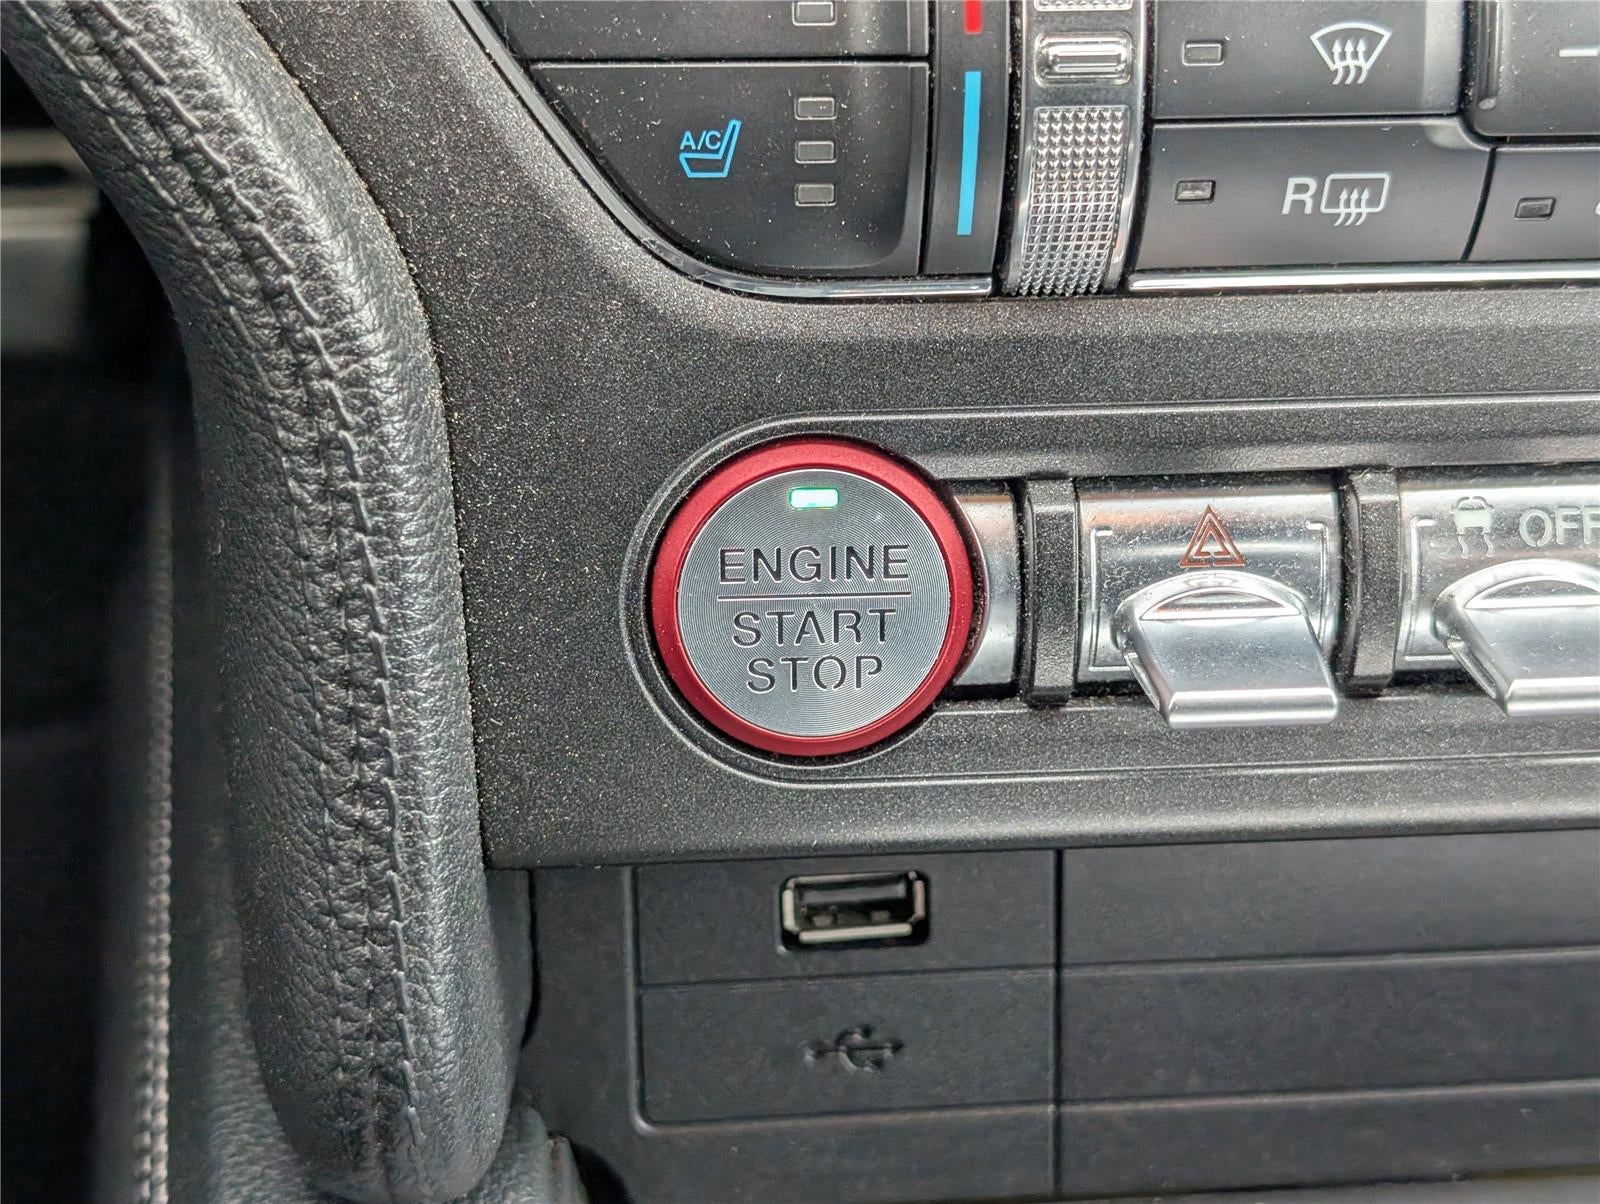 A/C
R
ENGINE
START
STOP
OFF